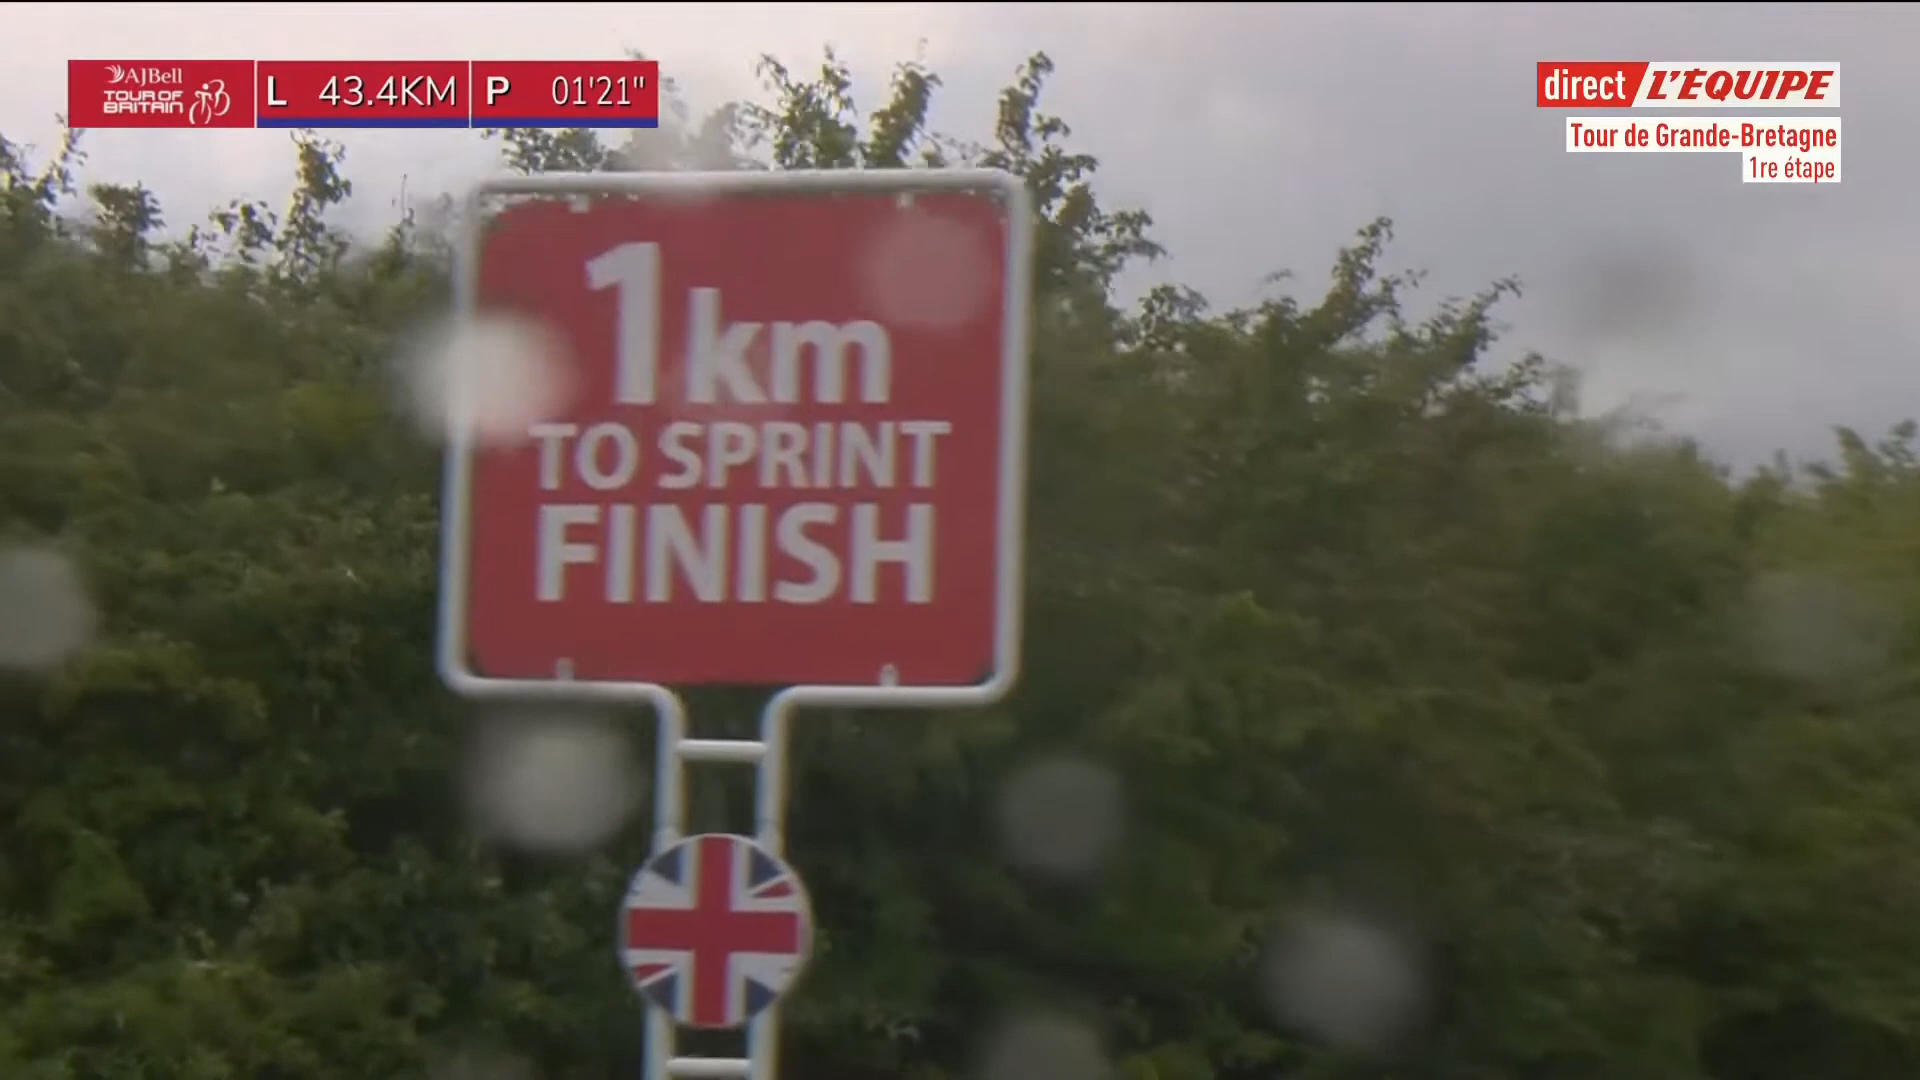 AJBell
TOUR OF
BRITAIN
L 43.4KM P 01'21"
direct L'ÉQUIPE
Tour de Grande-Bretagne
1re étape
1km
TO SPRINT
FINISH